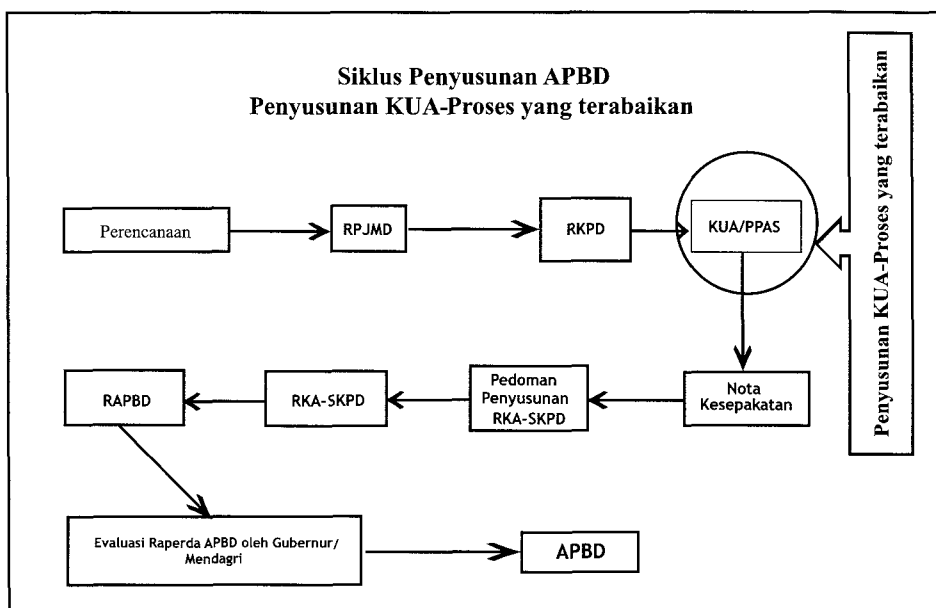 Siklus Penyusunan APBD
Penyusunan KUA-Proses yang terabaikan
Perencanaan
RPJMD
RKPD
KUA/PPAS
Penyusunan KUA-Proses yang terabaikan
Nota
Kesepakatan
Pedoman
Penyusunan
RKA-SKPD
RKA-SKPD
RAPBD
Evaluasi Raperda APBD oleh Gubernur/
Mendagri
APBD